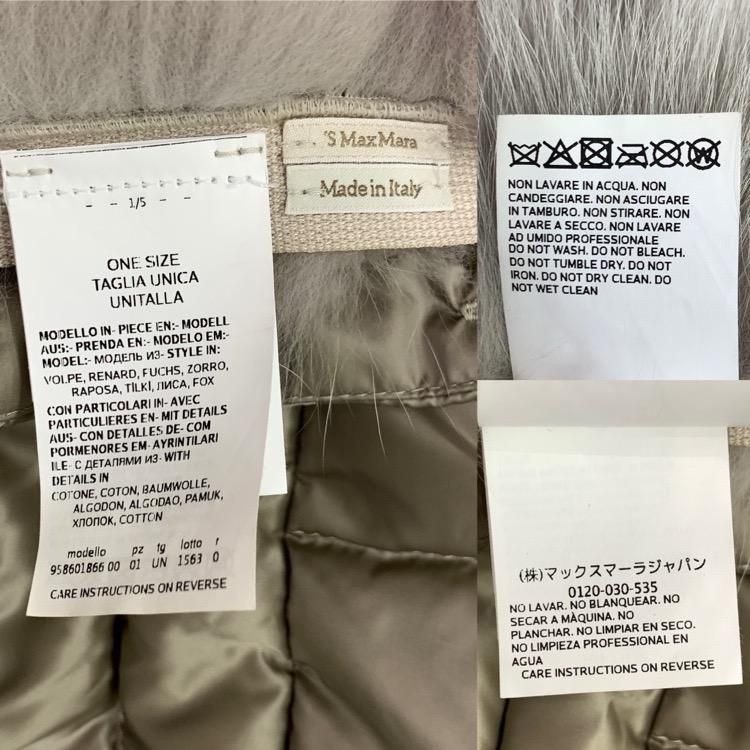 'S MaxMara
Made in Italy
- - 1/5 - -
ONE SIZE
TAGLIA UNICA
UNITALLA
MODELLO IN- PIECE EN:- MODELL
AUS:- PRENDA EN:- MODELO EM:-
MODEL:- МОДЕЛЬ ИЗ- STYLE IN:
VOLPE, RENARD, FUCHS, ZORRO,
RAPOSA, TİLKİ, ЛИСА, FOX
CON PARTICOLARI IN- AVEC
PARTICULIERES EN- MIT DETAILS
AUS- CON DETALLES DE- COM
PORMENORES EM- AYRINTILARI
ILE- С ДЕТАЛЯМИ ИЗ- WITH
DETAILS IN
COTONE, COTON, BAUMWOLLE,
ALGODON, ALGODAO, PAMUK,
ХЛОПОК, COTTON
modello pz tg lotto r
958601866 00 01 UN 1563 0
CARE INSTRUCTIONS ON REVERSE
NON LAVARE IN ACQUA. NON
CANDEGGIARE. NON ASCIUGARE
IN TAMBURO. NON STIRARE. NON
LAVARE A SECCO. NON LAVARE
AD UMIDO PROFESSIONALE
DO NOT WASH. DO NOT BLEACH.
DO NOT TUMBLE DRY. DO NOT
IRON. DO NOT DRY CLEAN. DO
NOT WET CLEAN
(株)マックスマーラジャパン
0120-030-535
NO LAVAR. NO BLANQUEAR. NO
SECAR A MÀQUINA. NO
PLANCHAR. NO LIMPIAR EN SECO.
NO LIMPIEZA PROFESSIONAL EN
AGUA
CARE INSTRUCTIONS ON REVERSE